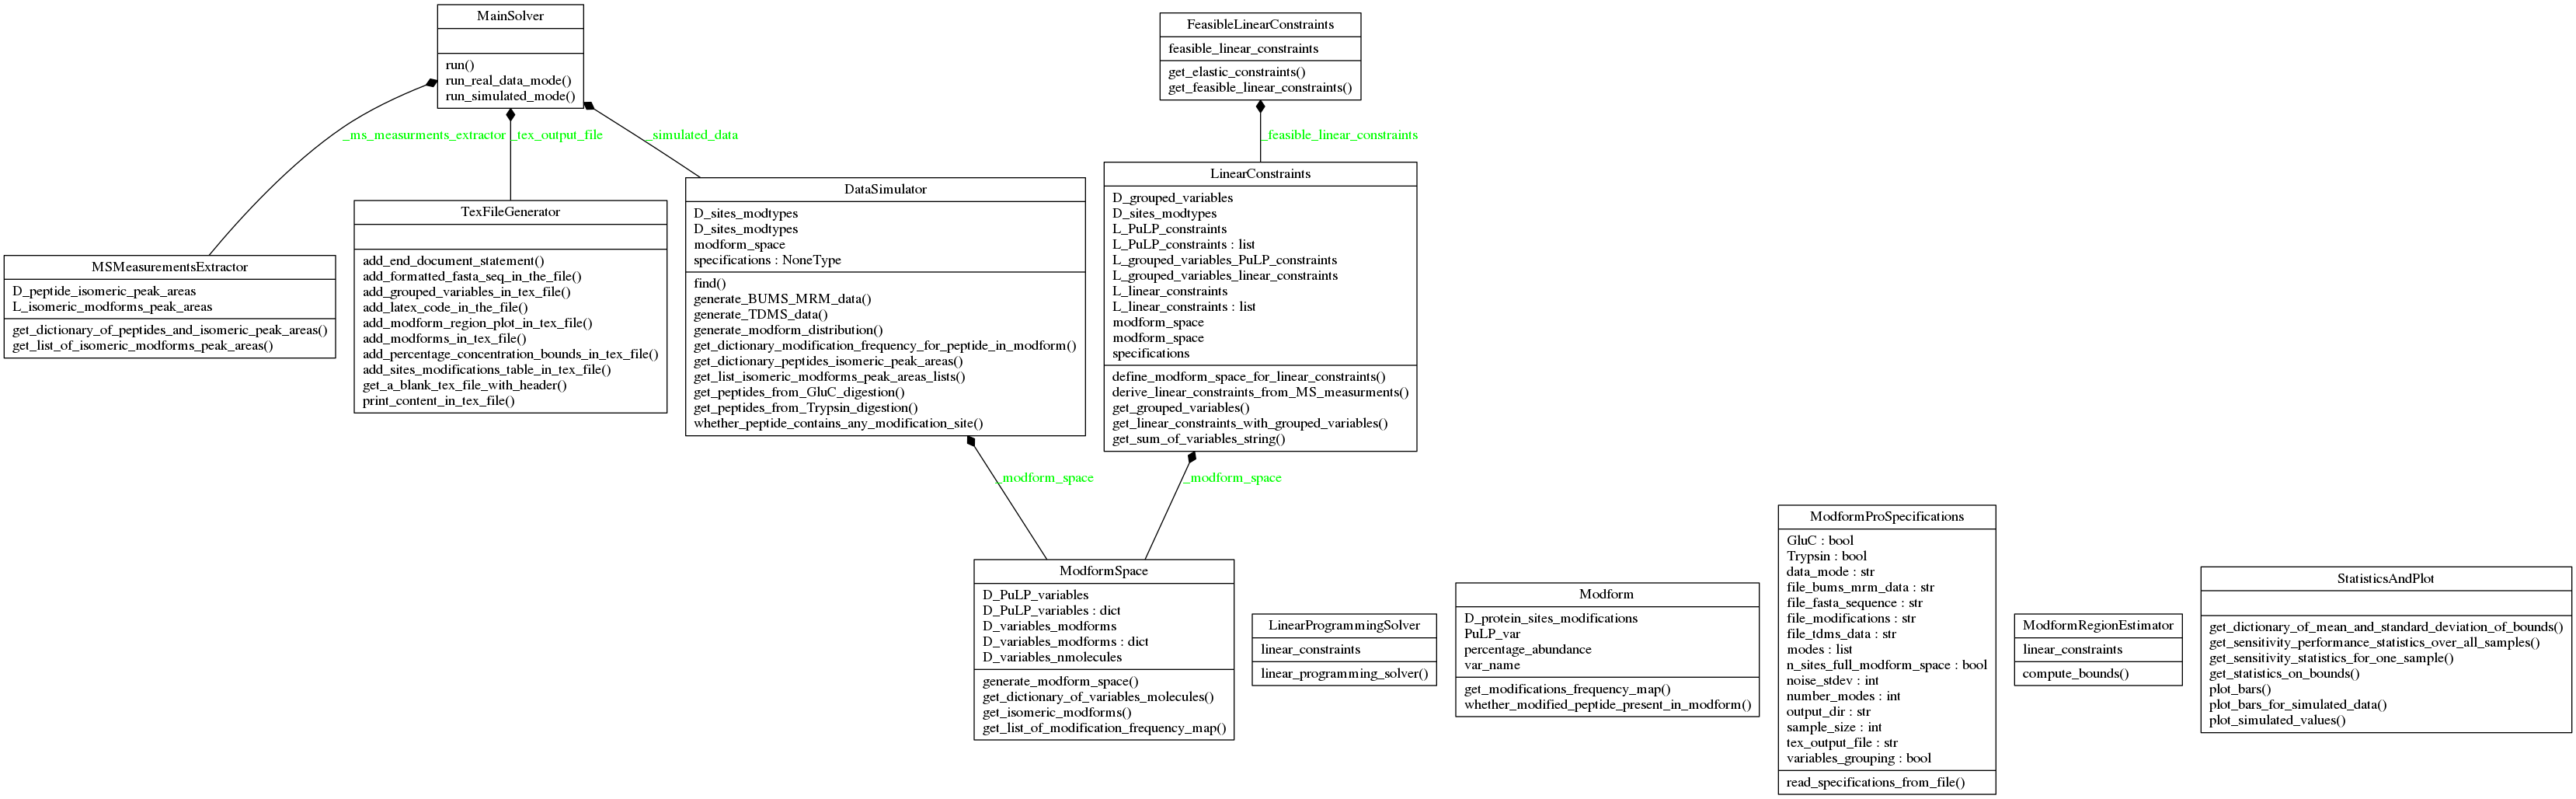 MainSolver
run()
run_real_data_mode()
run_simulated_mode()
FeasibleLinearConstraints
feasible_linear_constraints
get_elastic_constraints()
get_feasible_linear_constraints()
_ms_measurments_extractor
_tex_output_file
_simulated_data
_feasible_linear_constraints
MSMeasurementsExtractor
D_peptide_isomeric_peak_areas
L_isomeric_modforms_peak_areas
get_dictionary_of_peptides_and_isomeric_peak_areas()
get_list_of_isomeric_modforms_peak_areas()
TexFileGenerator
add_end_document_statement()
add_formatted_fasta_seq_in_the_file()
add_grouped_variables_in_tex_file()
add_latex_code_in_the_file()
add_modform_region_plot_in_tex_file()
add_modforms_in_tex_file()
add_percentage_concentration_bounds_in_tex_file()
add_sites_modifications_table_in_tex_file()
get_a_blank_tex_file_with_header()
print_content_in_tex_file()
DataSimulator
D_sites_modtypes
D_sites_modtypes
modform_space
specifications : NoneType
find()
generate_BUMS_MRM_data()
generate_TDMS_data()
generate_modform_distribution()
get_dictionary_modification_frequency_for_peptide_in_modform()
get_dictionary_peptides_isomeric_peak_areas()
get_list_isomeric_modforms_peak_areas_lists()
get_peptides_from_GluC_digestion()
get_peptides_from_Trypsin_digestion()
whether_peptide_contains_any_modification_site()
LinearConstraints
D_grouped_variables
D_sites_modtypes
L_PuLP_constraints
L_PuLP_constraints : list
L_grouped_variables_PuLP_constraints
L_grouped_variables_linear_constraints
L_linear_constraints
L_linear_constraints : list
modform_space
modform_space
specifications
define_modform_space_for_linear_constraints()
derive_linear_constraints_from_MS_measurments()
get_grouped_variables()
get_linear_constraints_with_grouped_variables()
get_sum_of_variables_string()
_modform_space
_modform_space
ModformSpace
D_PuLP_variables
D_PuLP_variables : dict
D_variables_modforms
D_variables_modforms : dict
D_variables_nmolecules
generate_modform_space()
get_dictionary_of_variables_molecules()
get_isomeric_modforms()
get_list_of_modification_frequency_map()
LinearProgrammingSolver
linear_constraints
linear_programming_solver()
Modform
D_protein_sites_modifications
PuLP_var
percentage_abundance
var_name
get_modifications_frequency_map()
whether_modified_peptide_present_in_modform()
ModformProSpecifications
GluC : bool
Trypsin : bool
data_mode : str
file_bums_mrm_data : str
file_fasta_sequence : str
file_modifications : str
file_tdms_data : str
modes : list
n_sites_full_modform_space : bool
noise_stdev : int
number_modes : int
output_dir : str
sample_size : int
tex_output_file : str
variables_grouping : bool
read_specifications_from_file()
ModformRegionEstimator
linear_constraints
compute_bounds()
StatisticsAndPlot
get_dictionary_of_mean_and_standard_deviation_of_bounds()
get_sensitivity_performance_statistics_over_all_samples()
get_sensitivity_statistics_for_one_sample()
get_statistics_on_bounds()
plot_bars()
plot_bars_for_simulated_data()
plot_simulated_values()